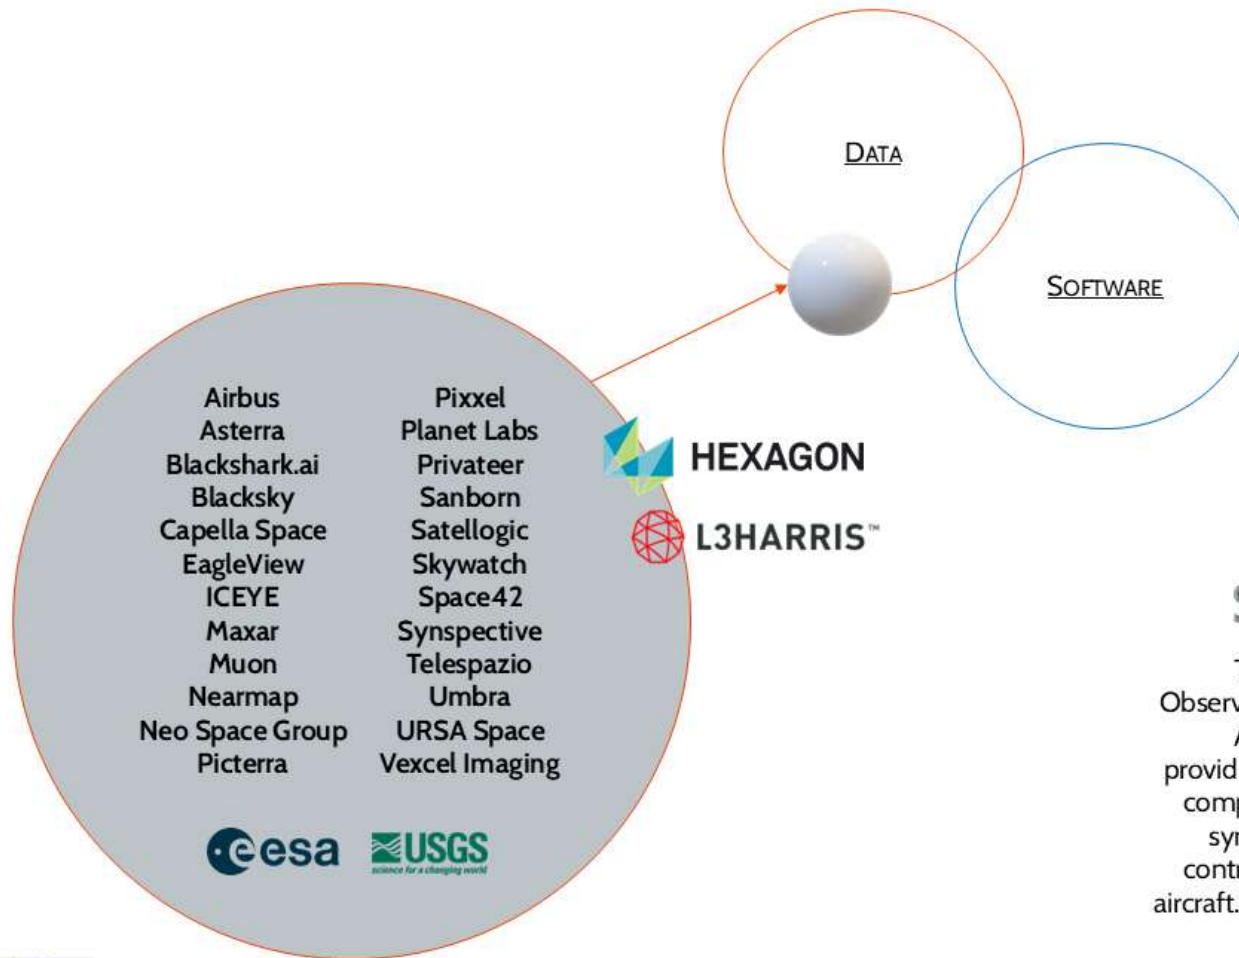 DATA
SOFTWARE
Airbus
Asterra
Blackshark.ai
Blacksky
Capella Space
EagleView
ICEYE
Maxar
Muon
Nearmap
Neo Space Group
Picterra
Pixxel
Planet Labs
Privateer
Sanborn
Satellogic
Skywatch
Space42
Synspective
Telespazio
Umbra
URSA Space
Vexcel Imaging
HEXAGON
L3HARRIS™
esa
USGS
science for a changing world
Observ
provid
comp
syn
contr
aircraft.